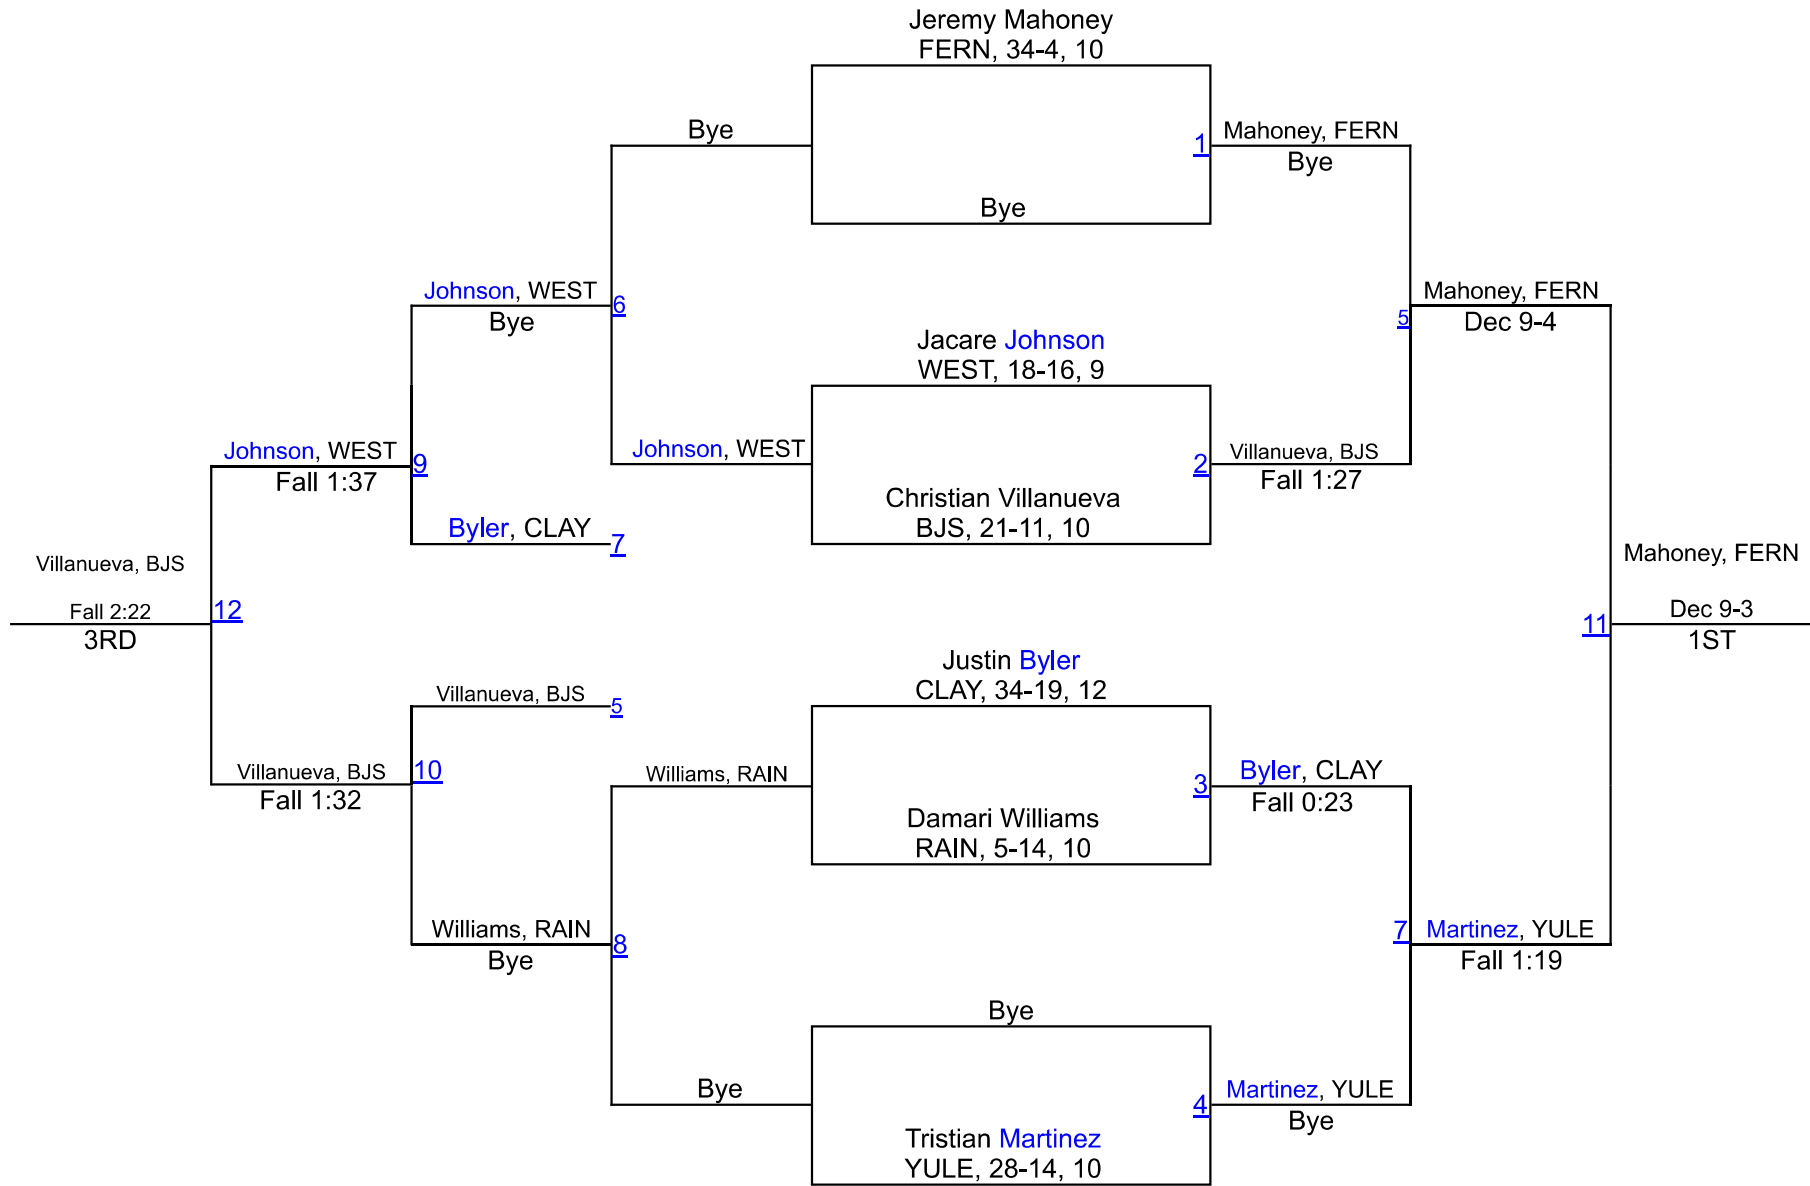 Jeremy Mahoney
FERN, 34-4, 10
Bye
1
Mahoney, FERN
Bye
Bye
Johnson, WEST
Bye
6
Mahoney, FERN
Dec 9-4
5
Jacare Johnson
WEST, 18-16, 9
Johnson, WEST
Fall 1:37
9
Johnson, WEST
2
Villanueva, BJS
Fall 1:27
Christian Villanueva
BJS, 21-11, 10
Byler, CLAY
7
Villanueva, BJS
Fall 2:22
3RD
12
Mahoney, FERN
Dec 9-3
1ST
11
Justin Byler
CLAY, 34-19, 12
Villanueva, BJS
5
Villanueva, BJS
Fall 1:32
10
Williams, RAIN
3
Byler, CLAY
Fall 0:23
Damari Williams
RAIN, 5-14, 10
Williams, RAIN
Bye
8
7
Martinez, YULE
Fall 1:19
Bye
Bye
4
Martinez, YULE
Bye
Tristian Martinez
YULE, 28-14, 10